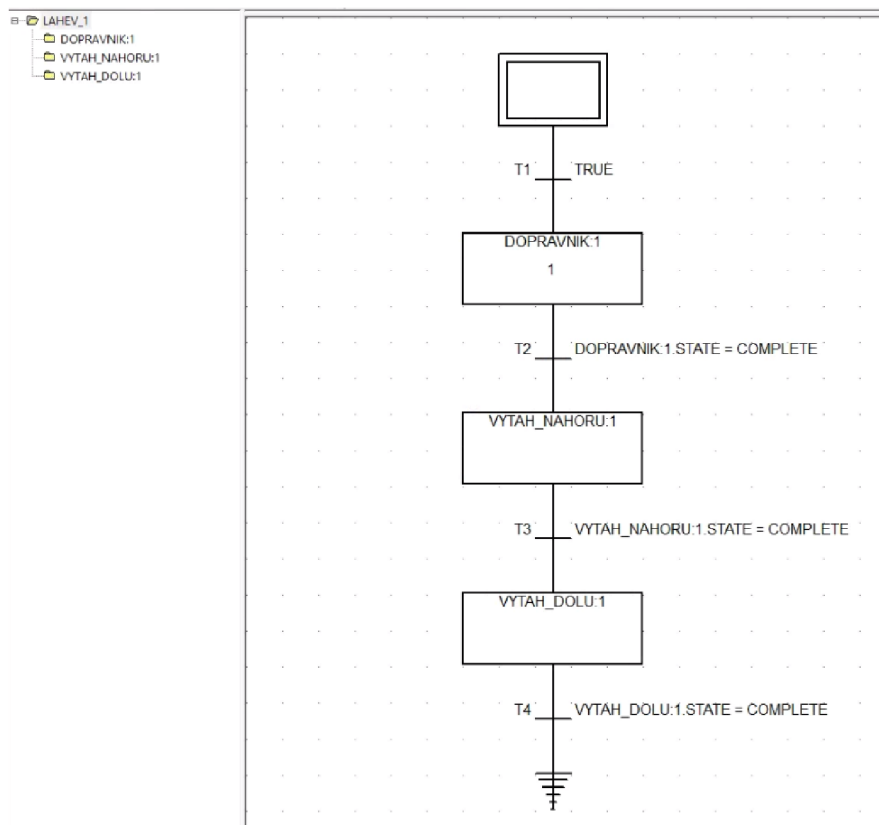 LAHEV_1
DOPRAVNIK:1
VYTAH_NAHORU:1
VYTAH_DOLU:1
T1 TRUE
DOPRAVNIK:1
1
T2 DOPRAVNIK:1.STATE = COMPLETE
VYTAH_NAHORU:1
T3 VYTAH_NAHORU:1.STATE = COMPLETE
VYTAH_DOLU:1
T4 VYTAH_DOLU:1.STATE = COMPLETE